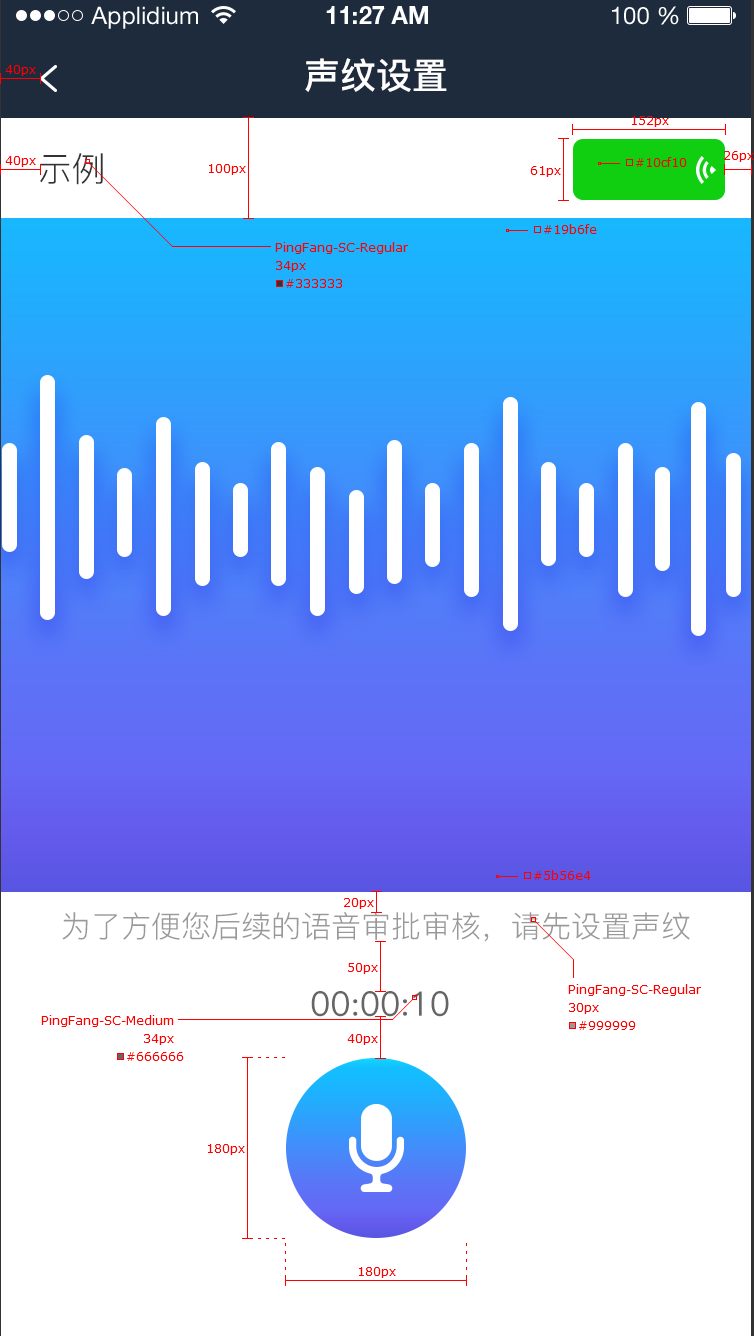 Applidium 11:27 AM 100 %
40px
声纹设置
152px
40px
示例
100px
61px
#10cf10
26px
#19b6fe
PingFang-SC-Regular
34px
#333333
#5b56e4
20px
为了方便您后续的语音审批审核，请先设置声纹
50px
PingFang-SC-Regular
30px
#999999
00:00:10
PingFang-SC-Medium
34px
#666666
40px
180px
180px